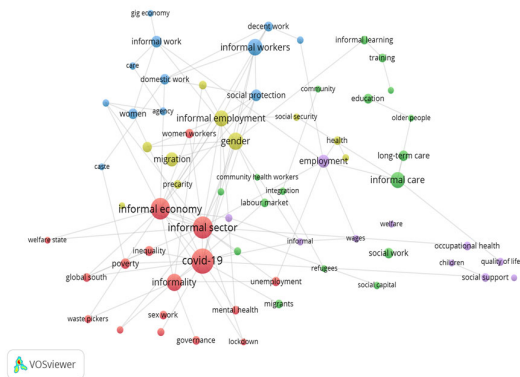 gig economy
decent work
informal work
informal workers
informal learning
training
care
domestic work
social protection
community
education
women
agency
informal employment
social security
older people
women workers
gender
health
migration
employment
long-term care
caste
precarity
community health workers
integration
informal care
informal economy
labour market
welfare
informal sector
welfare state
informal
wages
occupational health
inequality
social work
poverty
covid-19
children
quality of life
global south
refugees
social support
informality
unemployment
social capital
migrants
waste pickers
sex work
mental health
governance
lockdown
VOSviewer